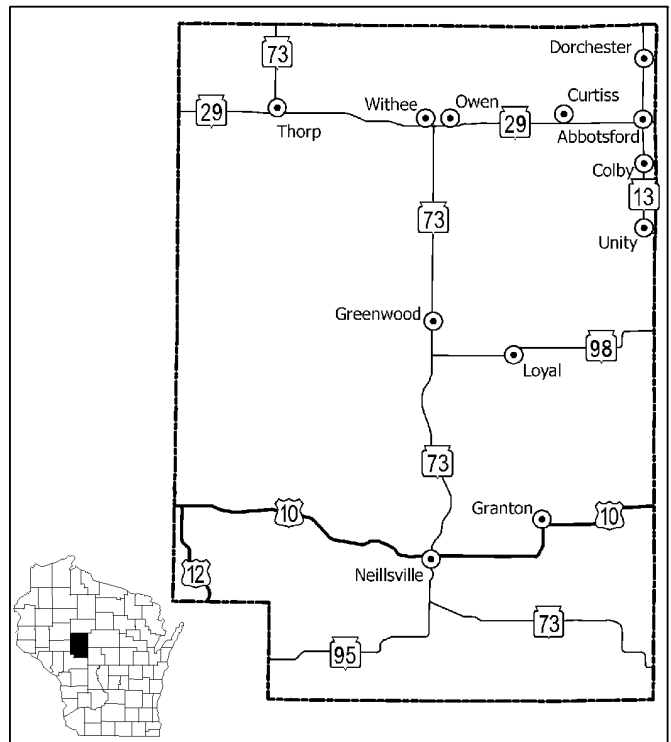 Dorchester
73
Curtiss
Withee
Owen
29
29
Thorp
Abbotsford
Colby
13
73
Unity
Greenwood
98
Loyal
73
Granton
10
10
Neillsville
12
73
95